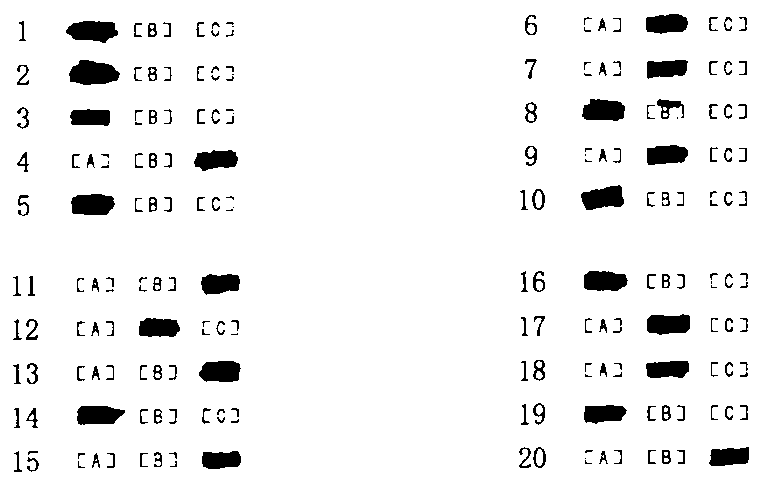 1 [B] [C]
2 [B] [C]
3 [B] [C]
4 [A] [B]
5 [B] [C]
6 [A] [C]
7 [A] [C]
8 [B] [C]
9 [A] [C]
10 [B] [C]
11 [A] [B]
12 [A] [C]
13 [A] [B]
14 [B] [C]
15 [A] [B]
16 [B] [C]
17 [A] [C]
18 [A] [C]
19 [B] [C]
20 [A] [B]